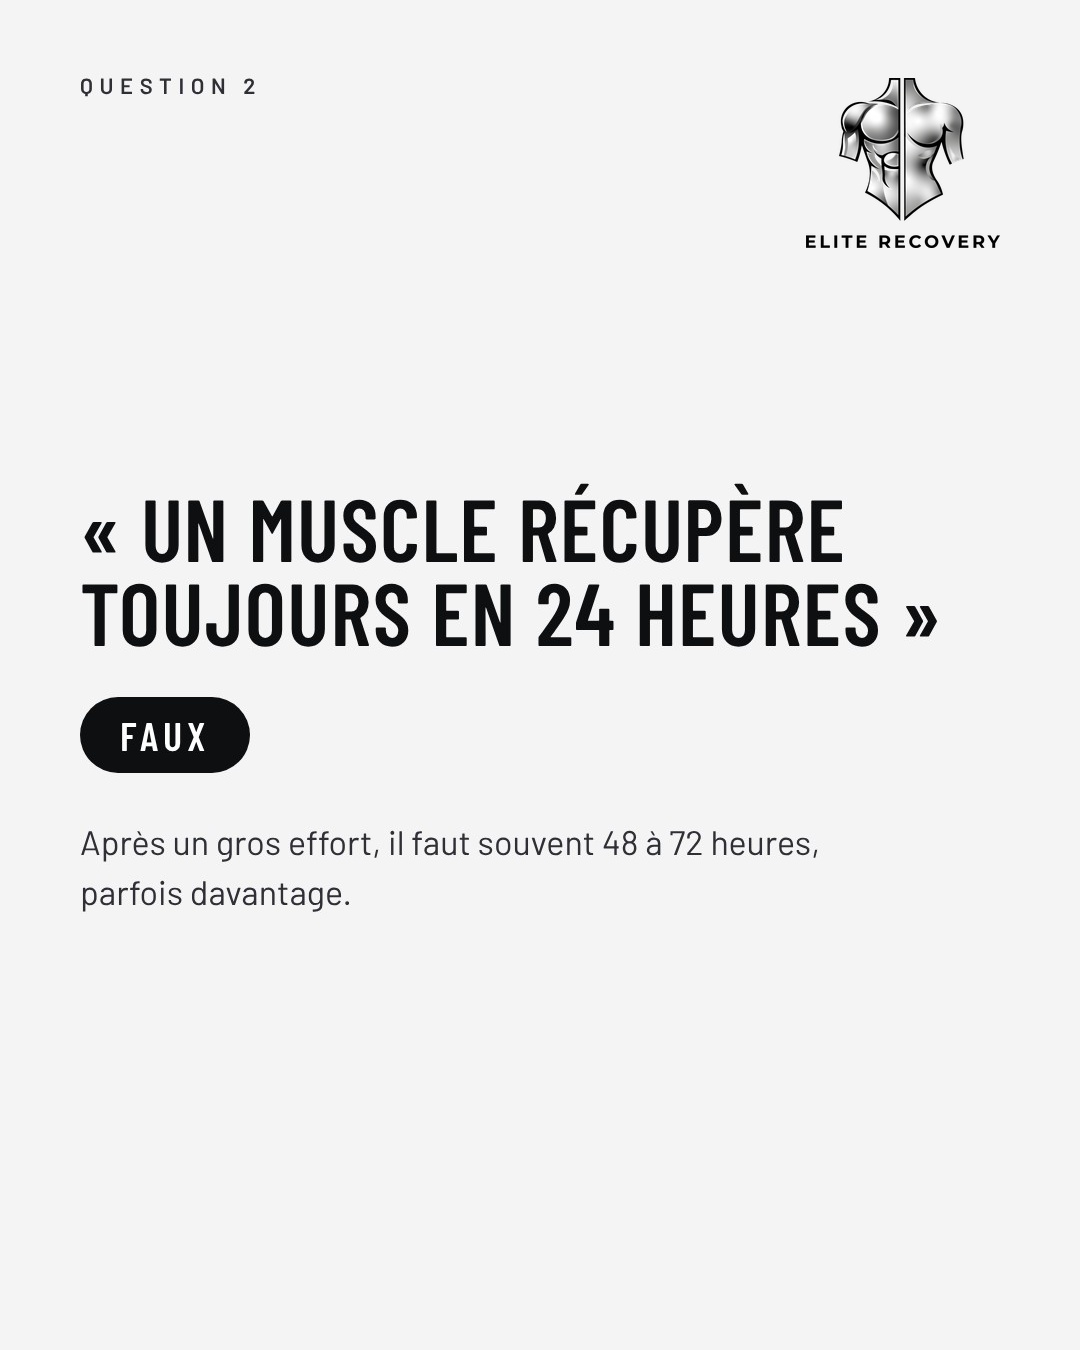 QUESTION 2
ELITE RECOVERY
« UN MUSCLE RÉCUPÈRE
TOUJOURS EN 24 HEURES »
FAUX
Après un gros effort, il faut souvent 48 à 72 heures,
parfois davantage.